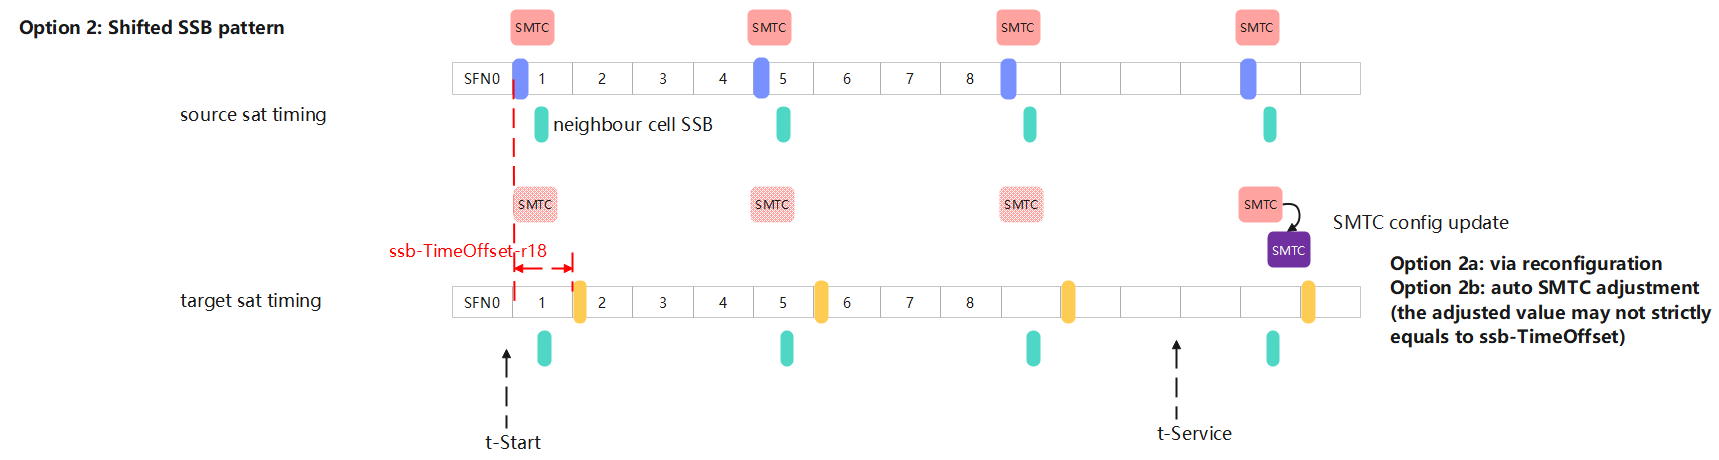 Option 2: Shifted SSB pattern
SMTC SMTC SMTC SMTC
SFN0 1 2 3 4 5 6 7 8
source sat timing
neighbour cell SSB
SMTC SMTC SMTC SMTC
SMTC config update
SMTC
ssb-TimeOffset-r18
Option 2a: via reconfiguration
Option 2b: auto SMTC adjustment
(the adjusted value may not strictly
equals to ssb-TimeOffset)
target sat timing
SFN0 1 2 3 4 5 6 7 8
t-Start
t-Service